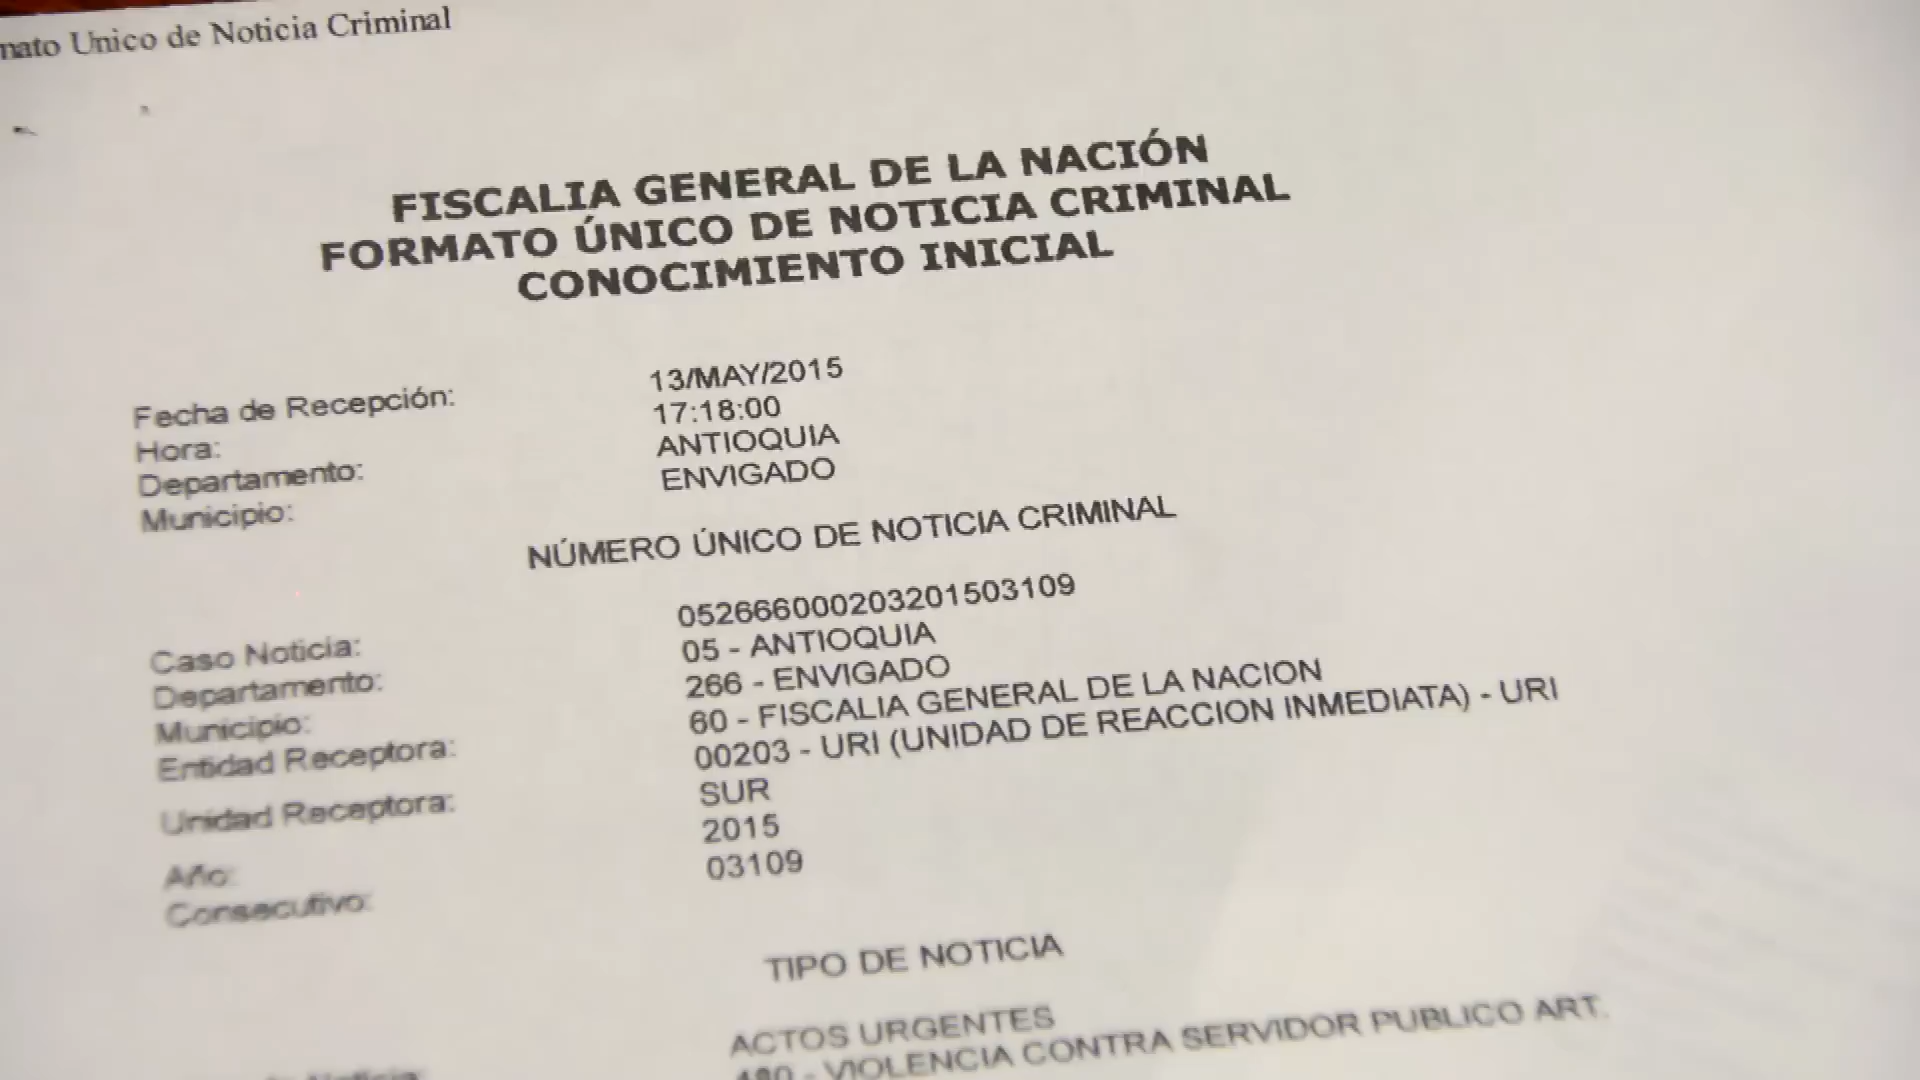 Unico de Noticia Criminal
FISCALIA GENERAL DE LA NACIÓN
FORMATO ÚNICO DE NOTICIA CRIMINAL
CONOCIMIENTO INICIAL
Fecha de Recepción: 13/MAY/2015
Hora: 17:18:00
Departamento: ANTIOQUIA
Municipio: ENVIGADO
NÚMERO ÚNICO DE NOTICIA CRIMINAL
Caso Noticia: 052666000203201503109
Departamento: 05 - ANTIOQUIA
Municipio: 266 - ENVIGADO
Entidad Receptora: 60 - FISCALIA GENERAL DE LA NACION
Unidad Receptora: 00203 - URI (UNIDAD DE REACCION INMEDIATA) - URI
SUR
Año: 2015
Consecutivo: 03109
TIPO DE NOTICIA
ACTOS URGENTES
VIOLENCIA CONTRA SERVIDOR PUBLICO ART.